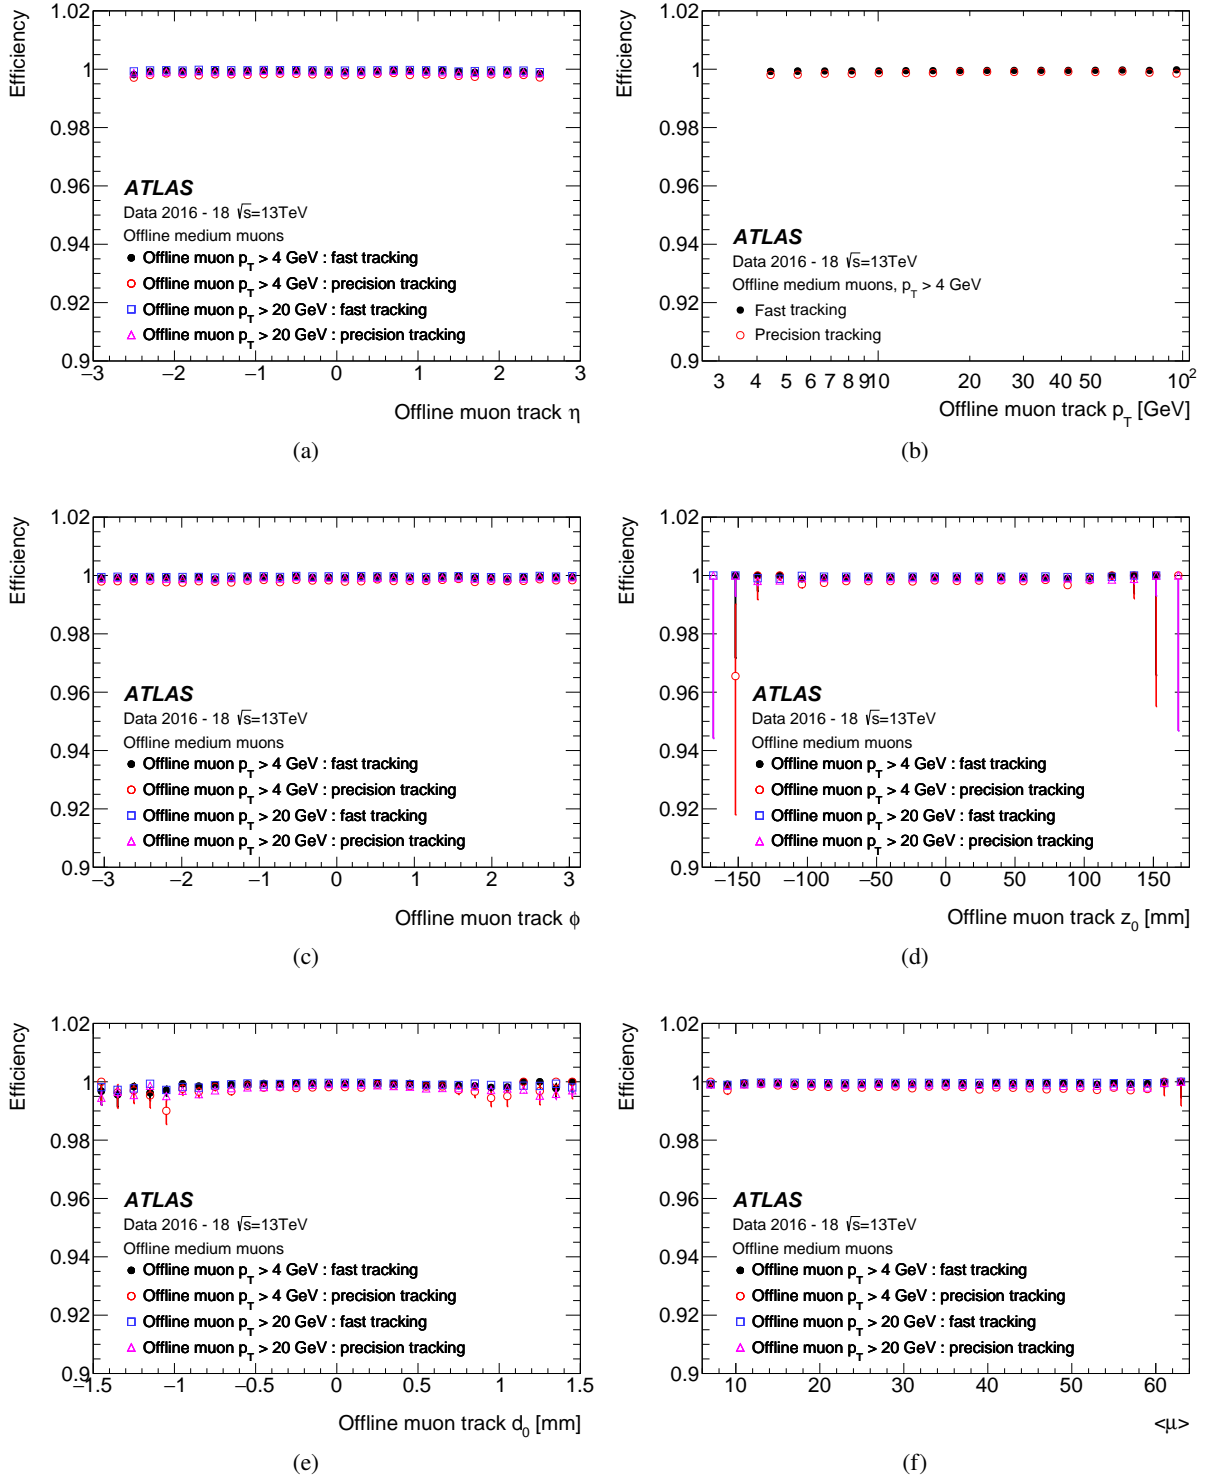 1.02
1
0.98
0.96
0.94
0.92
0.9
Efficiency
ATLAS
Data 2016 - 18 √s=13TeV
Offline medium muons
Offline muon p_T > 4 GeV : fast tracking
Offline muon p_T > 4 GeV : precision tracking
Offline muon p_T > 20 GeV : fast tracking
Offline muon p_T > 20 GeV : precision tracking
−3 −2 −1 0 1 2 3
Offline muon track η
(a)
1.02
1
0.98
0.96
0.94
0.92
0.9
Efficiency
ATLAS
Data 2016 - 18 √s=13TeV
Offline medium muons, p_T > 4 GeV
Fast tracking
Precision tracking
3 4 5 6 7 8 9 10 20 30 40 50 10²
Offline muon track p_T [GeV]
(b)
1.02
1
0.98
0.96
0.94
0.92
0.9
Efficiency
ATLAS
Data 2016 - 18 √s=13TeV
Offline medium muons
Offline muon p_T > 4 GeV : fast tracking
Offline muon p_T > 4 GeV : precision tracking
Offline muon p_T > 20 GeV : fast tracking
Offline muon p_T > 20 GeV : precision tracking
−3 −2 −1 0 1 2 3
Offline muon track ϕ
(c)
1.02
1
0.98
0.96
0.94
0.92
0.9
Efficiency
ATLAS
Data 2016 - 18 √s=13TeV
Offline medium muons
Offline muon p_T > 4 GeV : fast tracking
Offline muon p_T > 4 GeV : precision tracking
Offline muon p_T > 20 GeV : fast tracking
Offline muon p_T > 20 GeV : precision tracking
−150 −100 −50 0 50 100 150
Offline muon track z_0 [mm]
(d)
1.02
1
0.98
0.96
0.94
0.92
0.9
Efficiency
ATLAS
Data 2016 - 18 √s=13TeV
Offline medium muons
Offline muon p_T > 4 GeV : fast tracking
Offline muon p_T > 4 GeV : precision tracking
Offline muon p_T > 20 GeV : fast tracking
Offline muon p_T > 20 GeV : precision tracking
−1.5 −1 −0.5 0 0.5 1 1.5
Offline muon track d_0 [mm]
(e)
1.02
1
0.98
0.96
0.94
0.92
0.9
Efficiency
ATLAS
Data 2016 - 18 √s=13TeV
Offline medium muons
Offline muon p_T > 4 GeV : fast tracking
Offline muon p_T > 4 GeV : precision tracking
Offline muon p_T > 20 GeV : fast tracking
Offline muon p_T > 20 GeV : precision tracking
10 20 30 40 50 60
<μ>
(f)